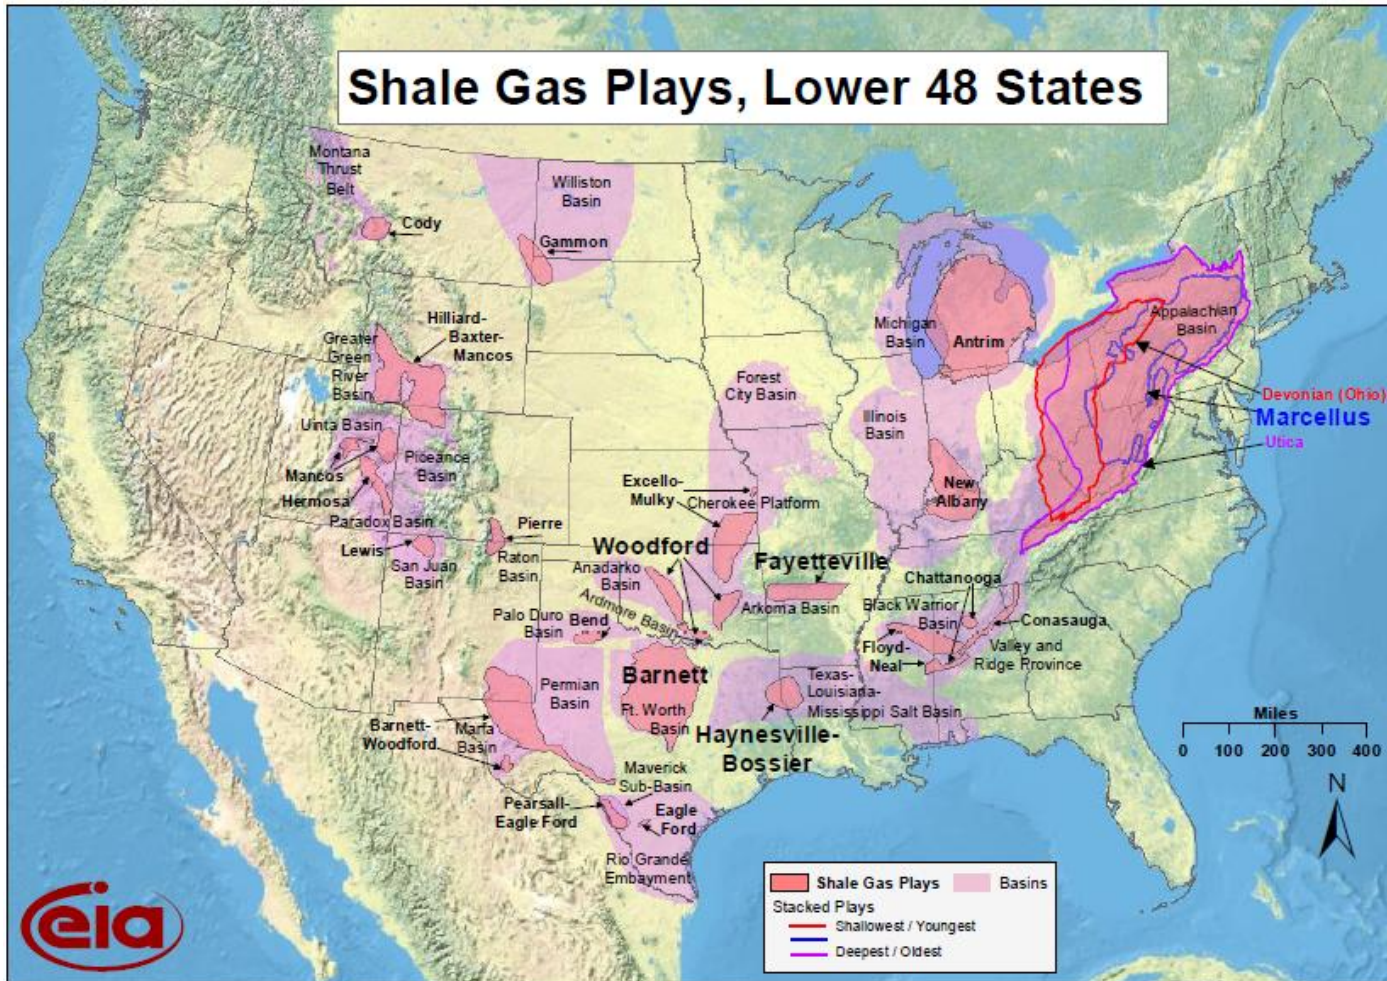 Shale Gas Plays, Lower 48 States
Montana
Thrust
Belt
Cody
Williston
Basin
Gammon
Hilliard-
Baxter-
Mancos
Greater
Green
River
Basin
Uinta Basin
Mancos
Piceance
Basin
Hermosa
Paradox Basin
Lewis
San Juan
Basin
Pierre
Raton
Basin
Michigan
Basin
Antrim
Forest
City Basin
Illinois
Basin
New
Albany
Appalachian
Basin
Devonian (Ohio)
Marcellus
Utica
Excello-
Mulky
Cherokee Platform
Woodford
Anadarko
Basin
Ardmore Basin
Fayetteville
Arkoma Basin
Palo Duro
Basin
Bend
Chattanooga
Black Warrior
Basin
Conasauga
Floyd-
Neal
Valley and
Ridge Province
Permian
Basin
Barnett
Ft. Worth
Basin
Texas-
Louisiana-
Mississippi Salt Basin
Haynesville-
Bossier
Barnett-
Woodford
Marfa
Basin
Maverick
Sub-Basin
Pearsall-
Eagle Ford
Eagle
Ford
Rio Grande
Embayment
Miles
0 100 200 300 400
N
Shale Gas Plays
Basins
Stacked Plays
Shallowest / Youngest
Deepest / Oldest
eia